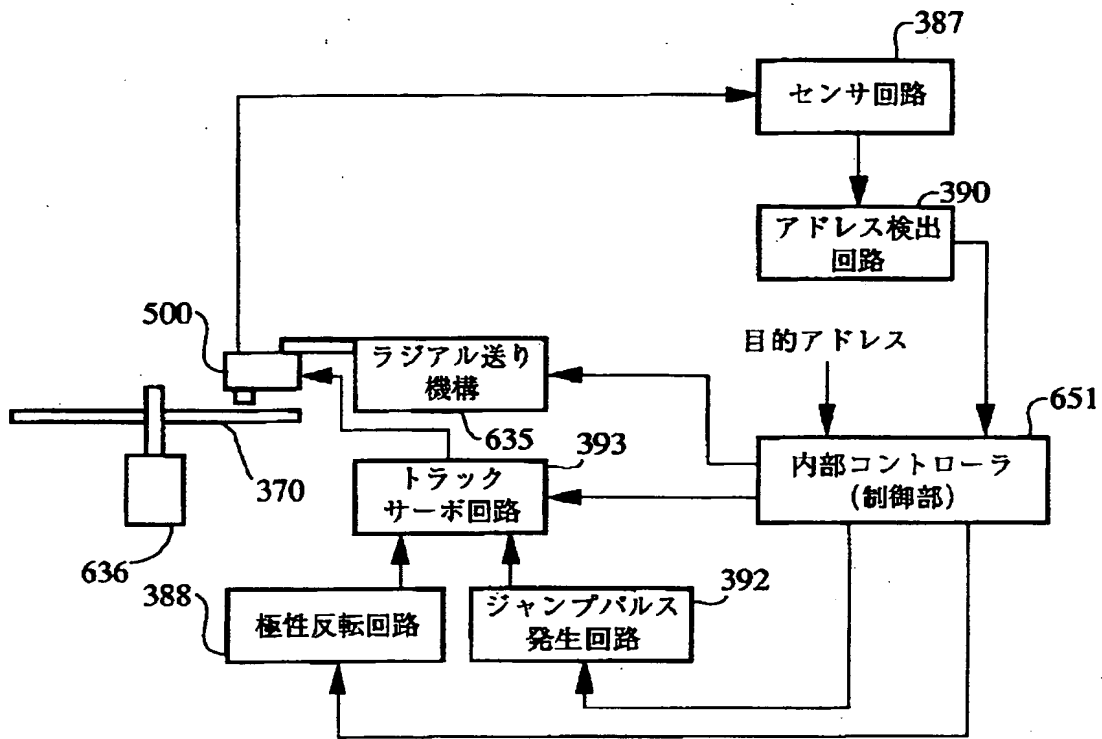 387
センサ回路
390
アドレス検出
回路
500
ラジアル送り
機構
目的アドレス
635
651
370
393
トラック
サーボ回路
内部コントローラ
(制御部)
636
388
極性反転回路
392
ジャンプパルス
発生回路